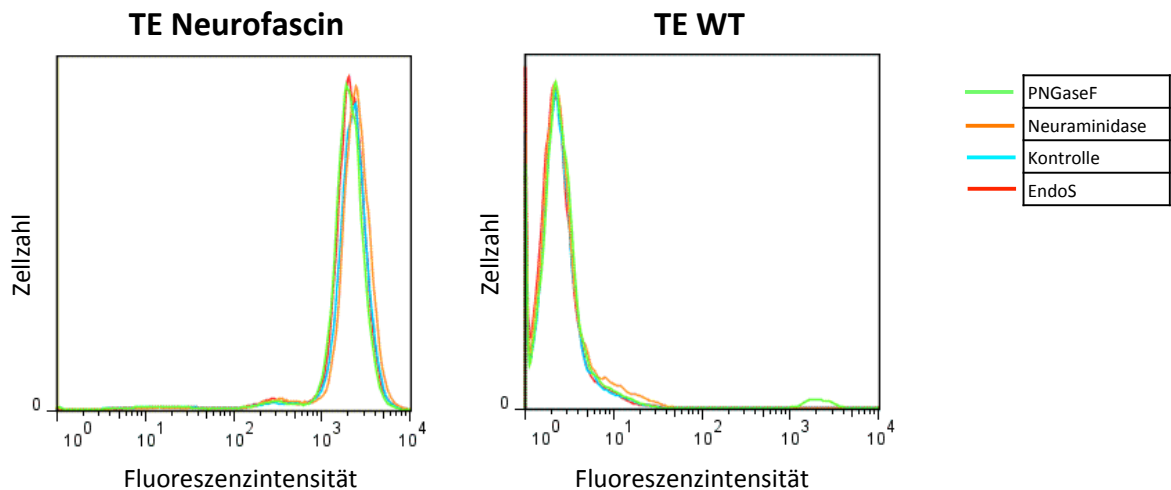 TE Neurofascin
TE WT
Zellzahl
0
10^0 10^1 10^2 10^3 10^4
Fluoreszenzintensität
Zellzahl
0
10^0 10^1 10^2 10^3 10^4
Fluoreszenzintensität
PNGaseF
Neuraminidase
Kontrolle
EndoS